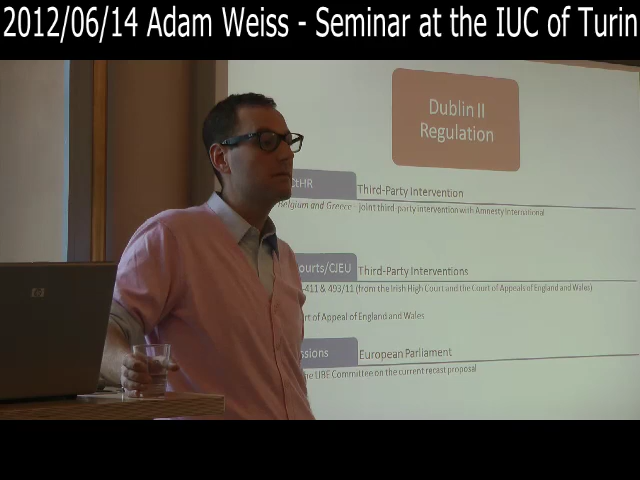 2012/06/14 Adam Weiss - Seminar at the IUC of Turin
Dublin II
Regulation
CtHR
Third-Party Intervention
Belgium and Greece - joint third-party intervention with Amnesty International
ourts/CJEU
Third-Party Interventions
-411 & 493/11 (from the Irish High Court and the Court of Appeals of England and Wales)
rt of Appeal of England and Wales
ssions
European Parliament
he LIBE Committee on the current recast proposal
hp